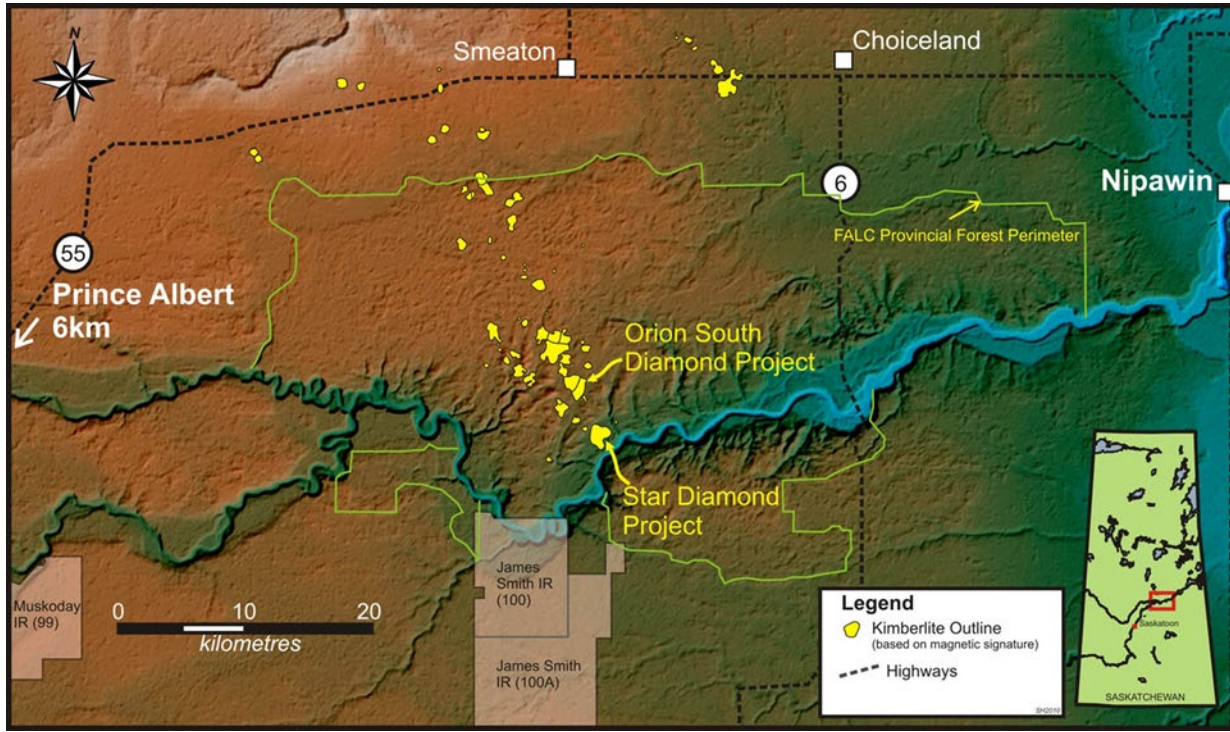 N
Smeaton
Choiceland
6
Nipawin
FALC Provincial Forest Perimeter
55
Prince Albert
6km
Orion South
Diamond Project
Star Diamond
Project
James
Smith IR
(100)
Muskoday
IR (99)
0 10 20
kilometres
James Smith
IR (100A)
Legend
Kimberlite Outline
(based on magnetic signature)
Highways
SH2010
Saskatoon
SASKATCHEWAN